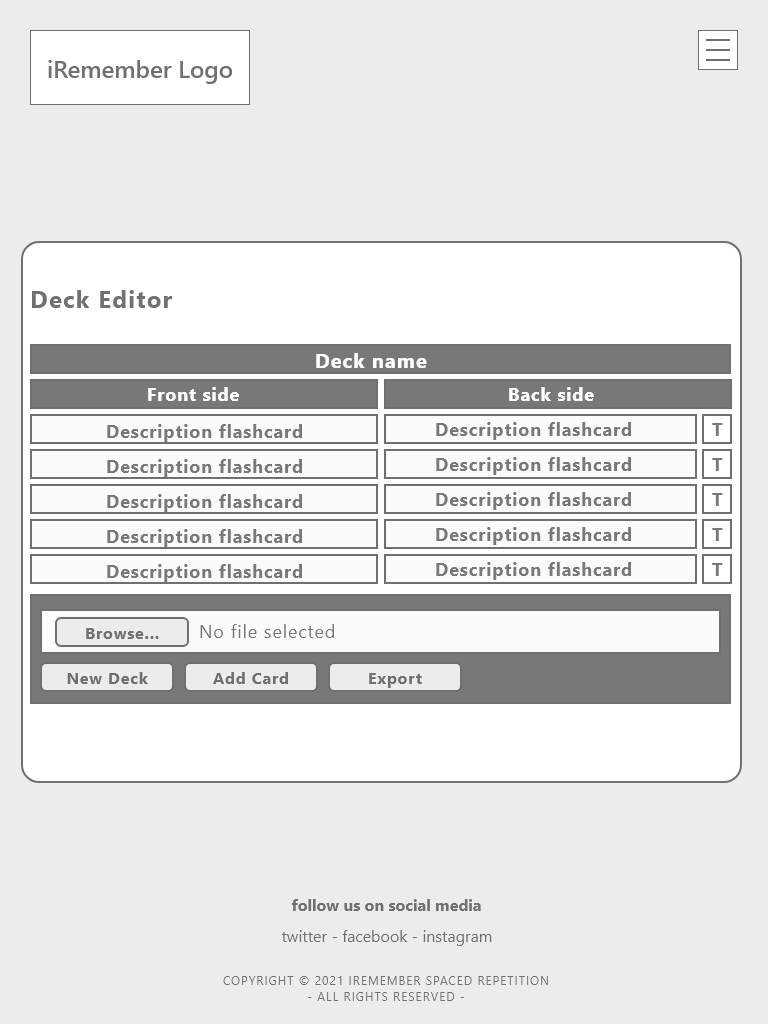 iRemember Logo
Deck Editor
Deck name
Front side Back side
Description flashcard Description flashcard T
Description flashcard Description flashcard T
Description flashcard Description flashcard T
Description flashcard Description flashcard T
Description flashcard Description flashcard T
Browse... No file selected
New Deck Add Card Export
follow us on social media
twitter - facebook - instagram
COPYRIGHT © 2021 IREMEMBER SPACED REPETITION
- ALL RIGHTS RESERVED -